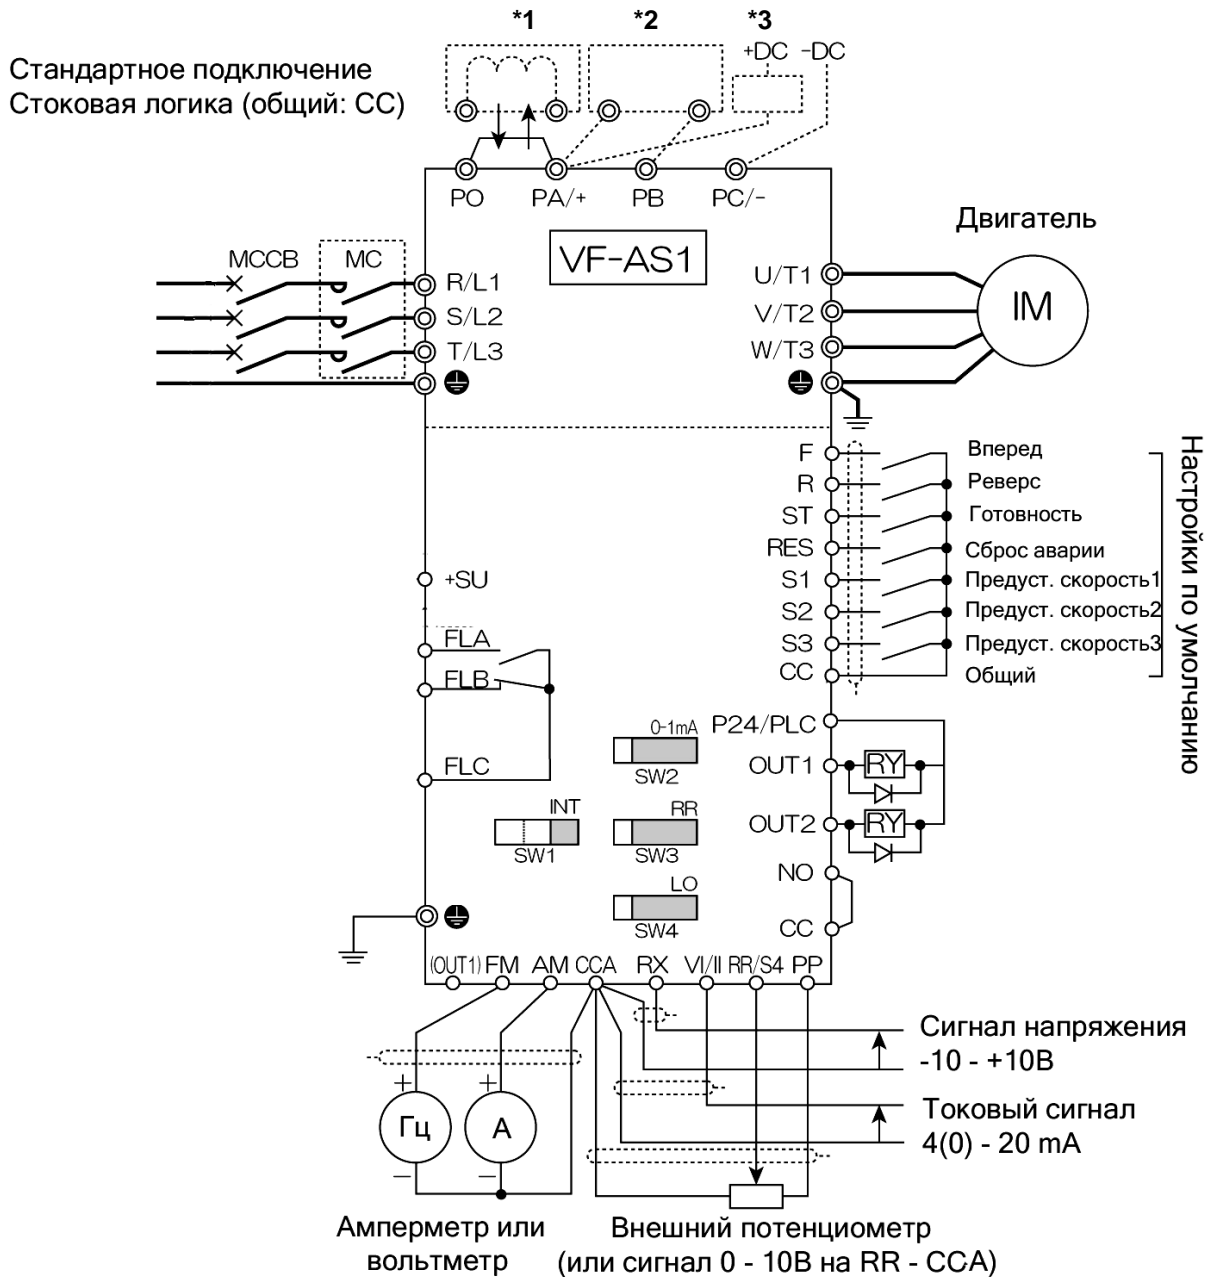 *1 *2 *3
+DC -DC
Стандартное подключение
Стоковая логика (общий: CC)
PO PA/+ PB PC/-
VF-AS1
Двигатель
MCCB MC
R/L1
S/L2
T/L3
U/T1
V/T2
W/T3
IM
F Вперед
R Реверс
ST Готовность
RES Сброс аварии
S1 Предуст. скорость1
S2 Предуст. скорость2
S3 Предуст. скорость3
CC Общий
Настройки по умолчанию
+SU
FLA
FLB
FLC
P24/PLC
OUT1 RY
OUT2 RY
NO
CC
0-1mA
SW2
INT
SW1
RR
SW3
LO
SW4
(OUT1) FM AM CCA RX VI/II RR/S4 PP
Сигнал напряжения
-10 - +10В
Токовый сигнал
4(0) - 20 mA
+ +
Гц А
− −
Амперметр или
вольтметр
Внешний потенциометр
(или сигнал 0 - 10В на RR - CCA)